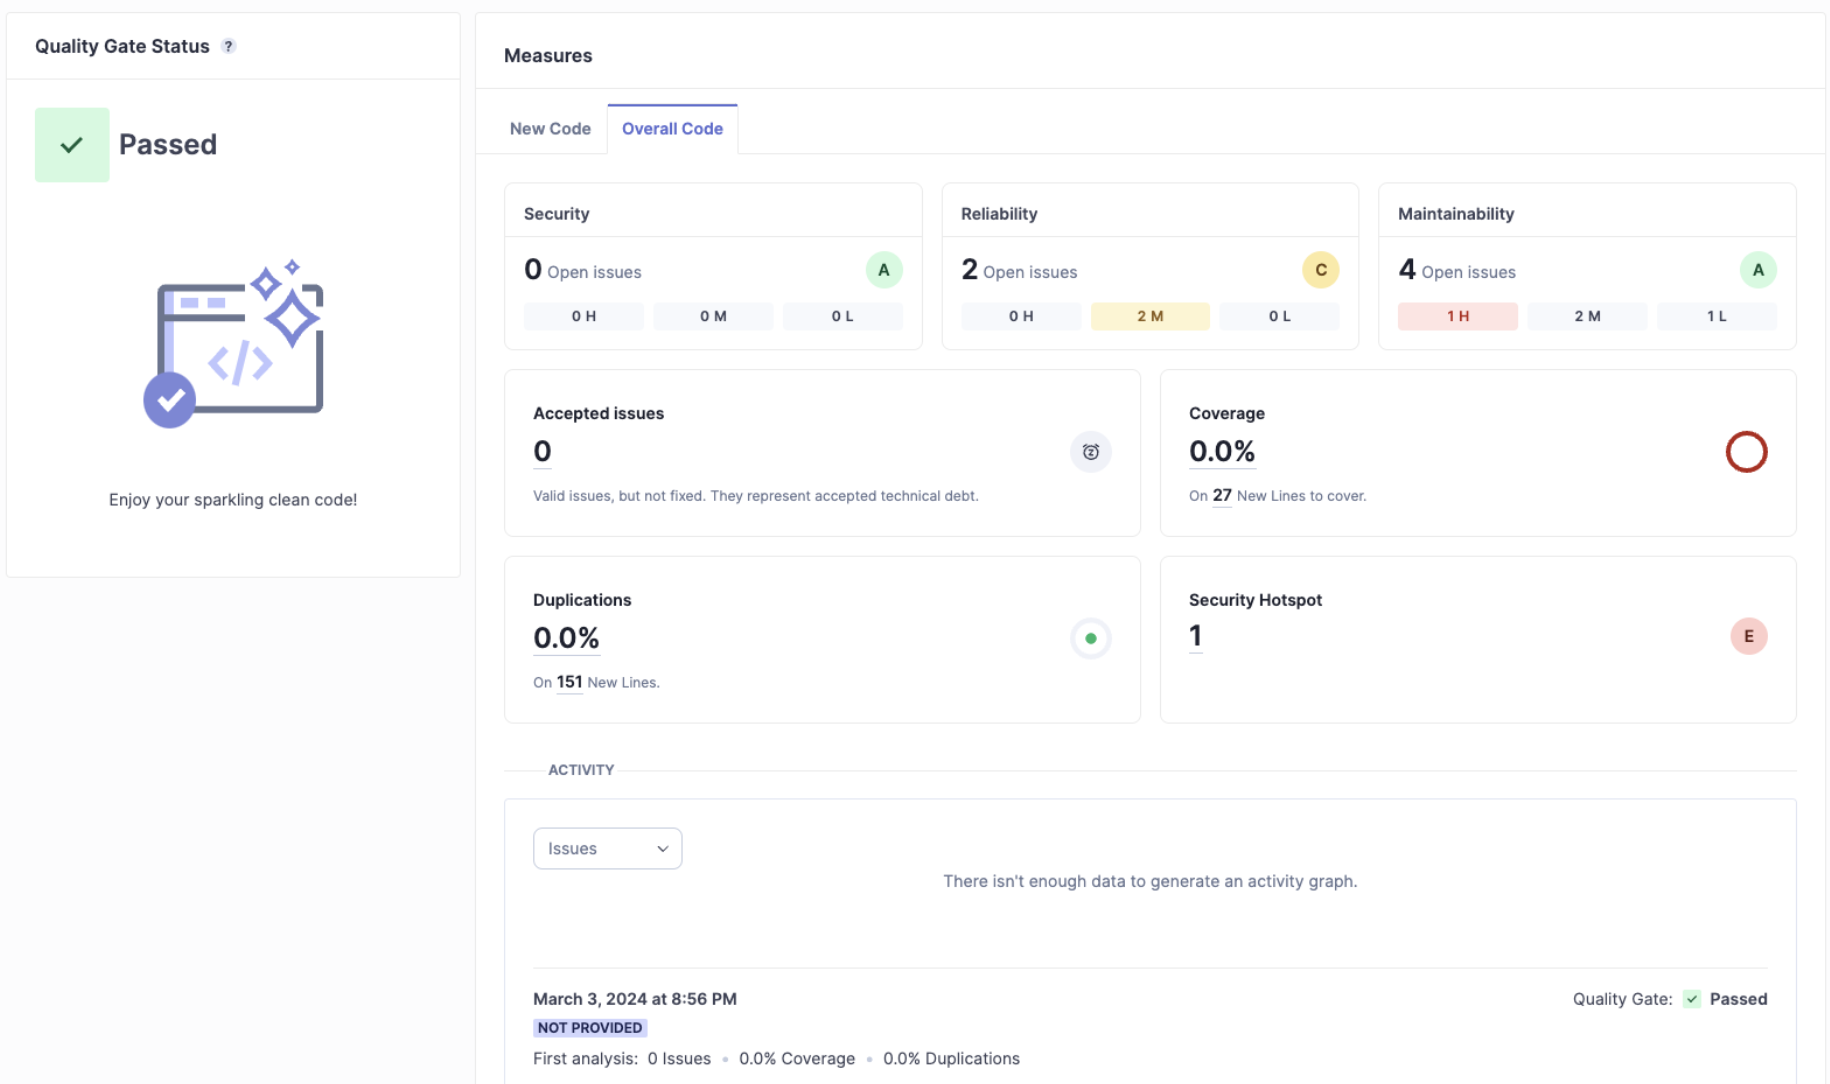 Quality Gate Status ?
Passed
Enjoy your sparkling clean code!
Measures
New Code
Overall Code
Security
0 Open issues
A
0 H
0 M
0 L
Reliability
2 Open issues
C
0 H
2 M
0 L
Maintainability
4 Open issues
A
1 H
2 M
1 L
Accepted issues
0
Valid issues, but not fixed. They represent accepted technical debt.
Coverage
0.0%
On 27 New Lines to cover.
Duplications
0.0%
On 151 New Lines.
Security Hotspot
1
E
ACTIVITY
Issues
There isn't enough data to generate an activity graph.
March 3, 2024 at 8:56 PM
Quality Gate: Passed
NOT PROVIDED
First analysis: 0 Issues • 0.0% Coverage • 0.0% Duplications